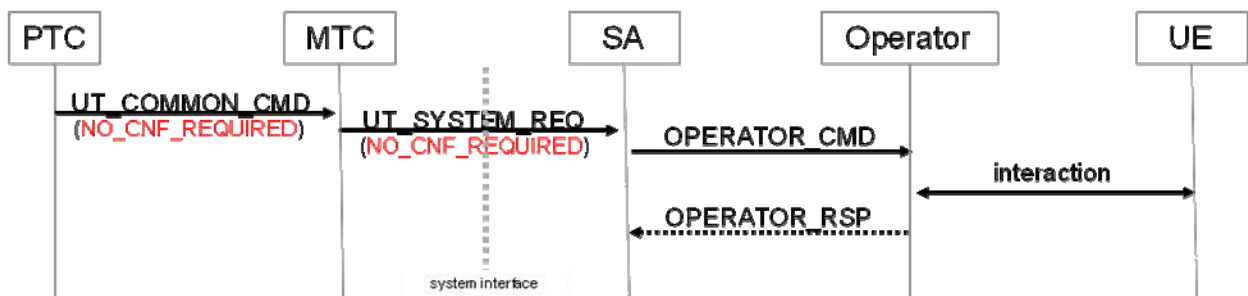 PTC
MTC
SA
Operator
UE
UT_COMMON_CMD
(NO_CNF_REQUIRED)
UT_SYSTEM_REQ
(NO_CNF_REQUIRED)
OPERATOR_CMD
interaction
OPERATOR_RSP
system interface